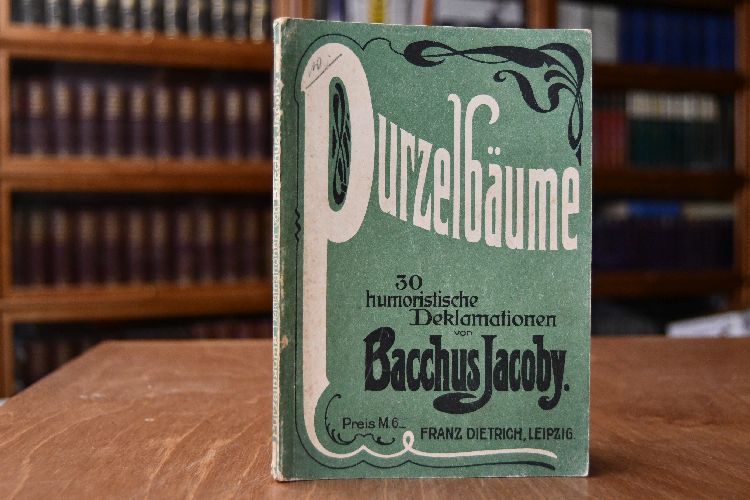 Purzelbäume
30
humoristische
Deklamationen
von
Bacchus Jacoby.
Preis M.6._
FRANZ DIETRICH, LEIPZIG.